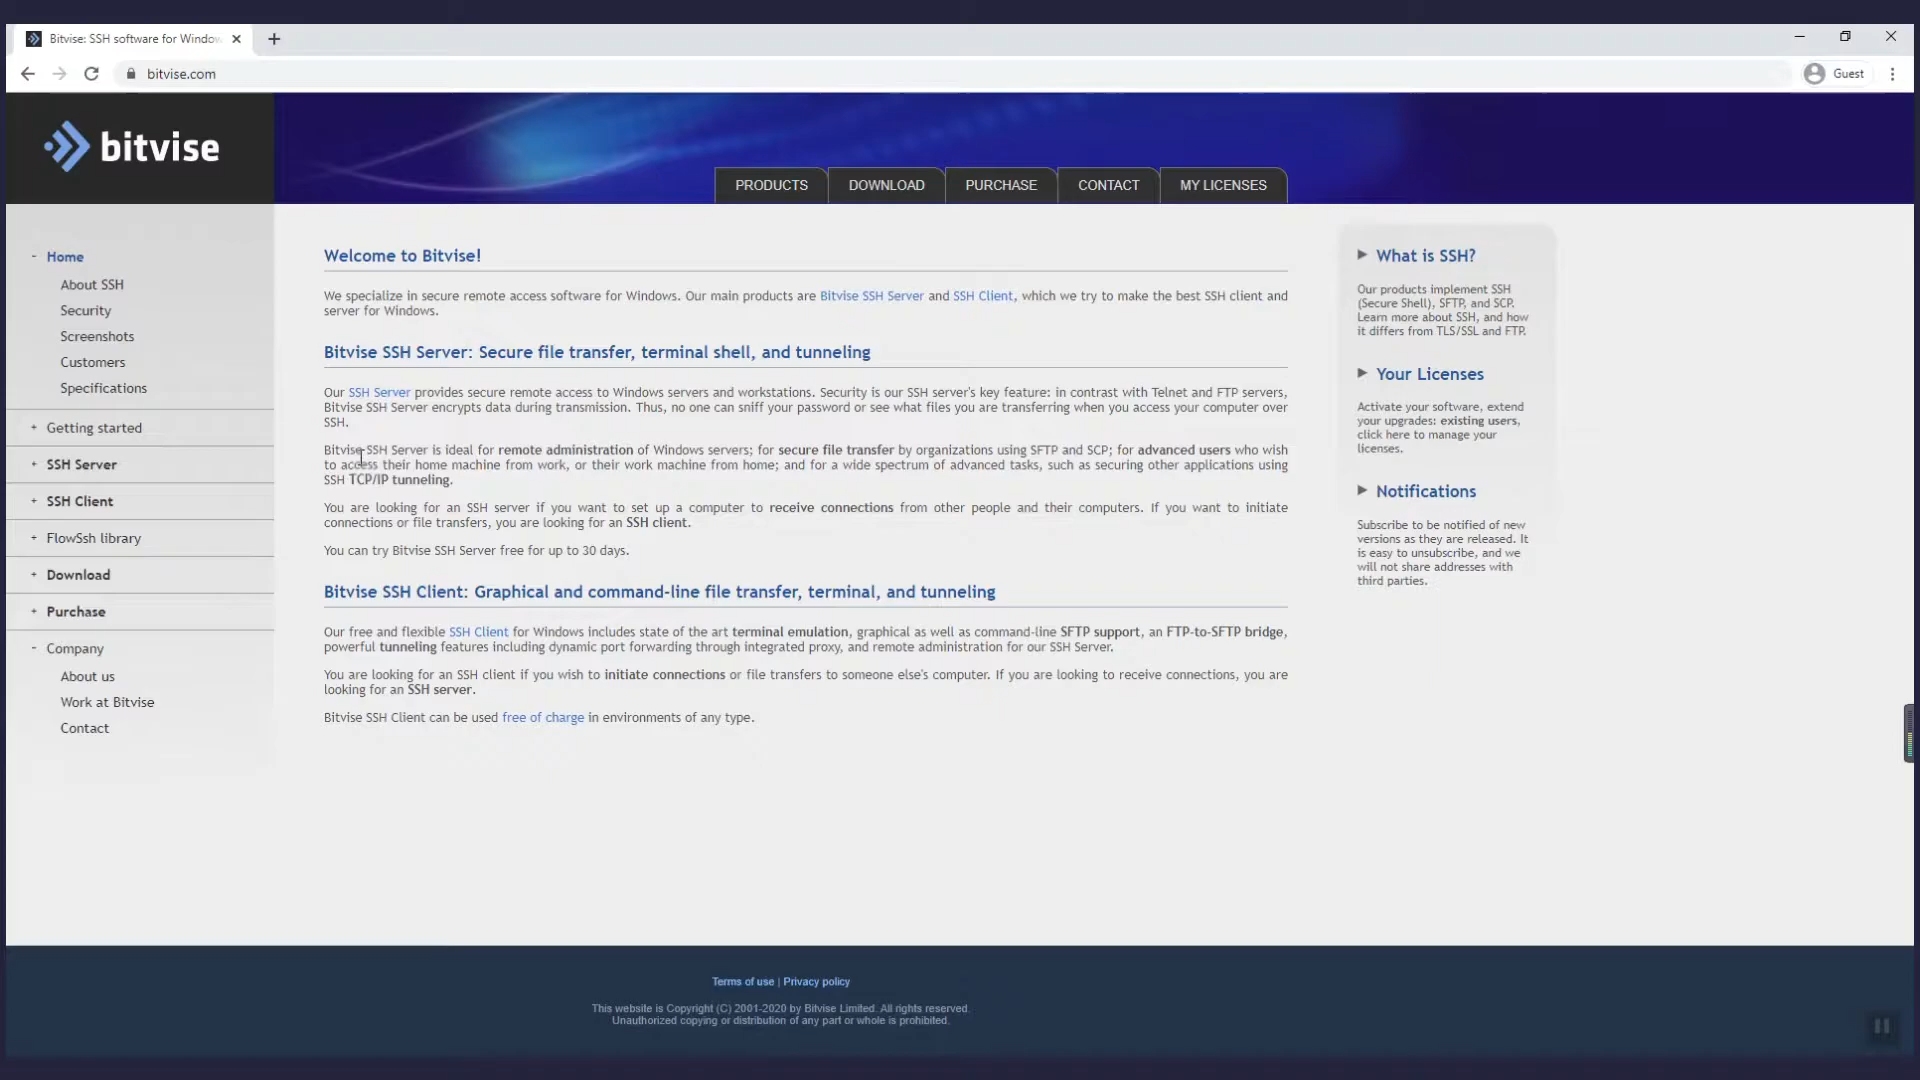 Bitvise: SSH software for Window
bitvise.com
Guest
bitvise
PRODUCTS
DOWNLOAD
PURCHASE
CONTACT
MY LICENSES
- Home
About SSH
Security
Screenshots
Customers
Specifications
+ Getting started
+ SSH Server
+ SSH Client
+ FlowSsh library
+ Download
+ Purchase
- Company
About us
Work at Bitvise
Contact
Welcome to Bitvise!
We specialize in secure remote access software for Windows. Our main products are Bitvise SSH Server and SSH Client, which we try to make the best SSH client and
server for Windows.
Bitvise SSH Server: Secure file transfer, terminal shell, and tunneling
Our SSH Server provides secure remote access to Windows servers and workstations. Security is our SSH server's key feature: in contrast with Telnet and FTP servers,
Bitvise SSH Server encrypts data during transmission. Thus, no one can sniff your password or see what files you are transferring when you access your computer over
SSH.
Bitvise SSH Server is ideal for remote administration of Windows servers; for secure file transfer by organizations using SFTP and SCP; for advanced users who wish
to access their home machine from work, or their work machine from home; and for a wide spectrum of advanced tasks, such as securing other applications using
SSH TCP/IP tunneling.
You are looking for an SSH server if you want to set up a computer to receive connections from other people and their computers. If you want to initiate
connections or file transfers, you are looking for an SSH client.
You can try Bitvise SSH Server free for up to 30 days.
Bitvise SSH Client: Graphical and command-line file transfer, terminal, and tunneling
Our free and flexible SSH Client for Windows includes state of the art terminal emulation, graphical as well as command-line SFTP support, an FTP-to-SFTP bridge,
powerful tunneling features including dynamic port forwarding through integrated proxy, and remote administration for our SSH Server.
You are looking for an SSH client if you wish to initiate connections or file transfers to someone else's computer. If you are looking to receive connections, you are
looking for an SSH server.
Bitvise SSH Client can be used free of charge in environments of any type.
What is SSH?
Our products implement SSH
(Secure Shell), SFTP, and SCP.
Learn more about SSH, and how
it differs from TLS/SSL and FTP.
Your Licenses
Activate your software, extend
your upgrades: existing users,
click here to manage your
licenses.
Notifications
Subscribe to be notified of new
versions as they are released. It
is easy to unsubscribe, and we
will not share addresses with
third parties.
Terms of use | Privacy policy
This website is Copyright (C) 2001-2020 by Bitvise Limited. All rights reserved.
Unauthorized copying or distribution of any part or whole is prohibited.